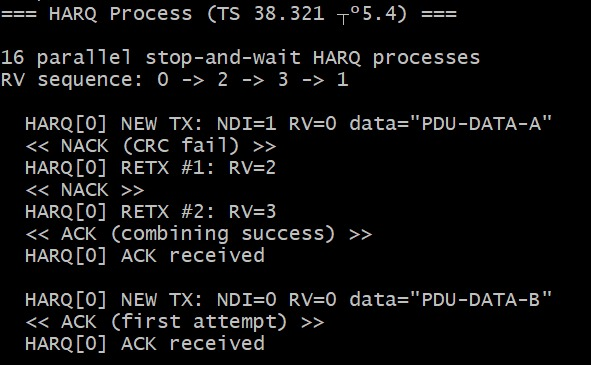 === HARQ Process (TS 38.321 ┬º5.4) ===
16 parallel stop-and-wait HARQ processes
RV sequence: 0 -> 2 -> 3 -> 1
HARQ[0] NEW TX: NDI=1 RV=0 data="PDU-DATA-A"
<< NACK (CRC fail) >>
HARQ[0] RETX #1: RV=2
<< NACK >>
HARQ[0] RETX #2: RV=3
<< ACK (combining success) >>
HARQ[0] ACK received
HARQ[0] NEW TX: NDI=0 RV=0 data="PDU-DATA-B"
<< ACK (first attempt) >>
HARQ[0] ACK received